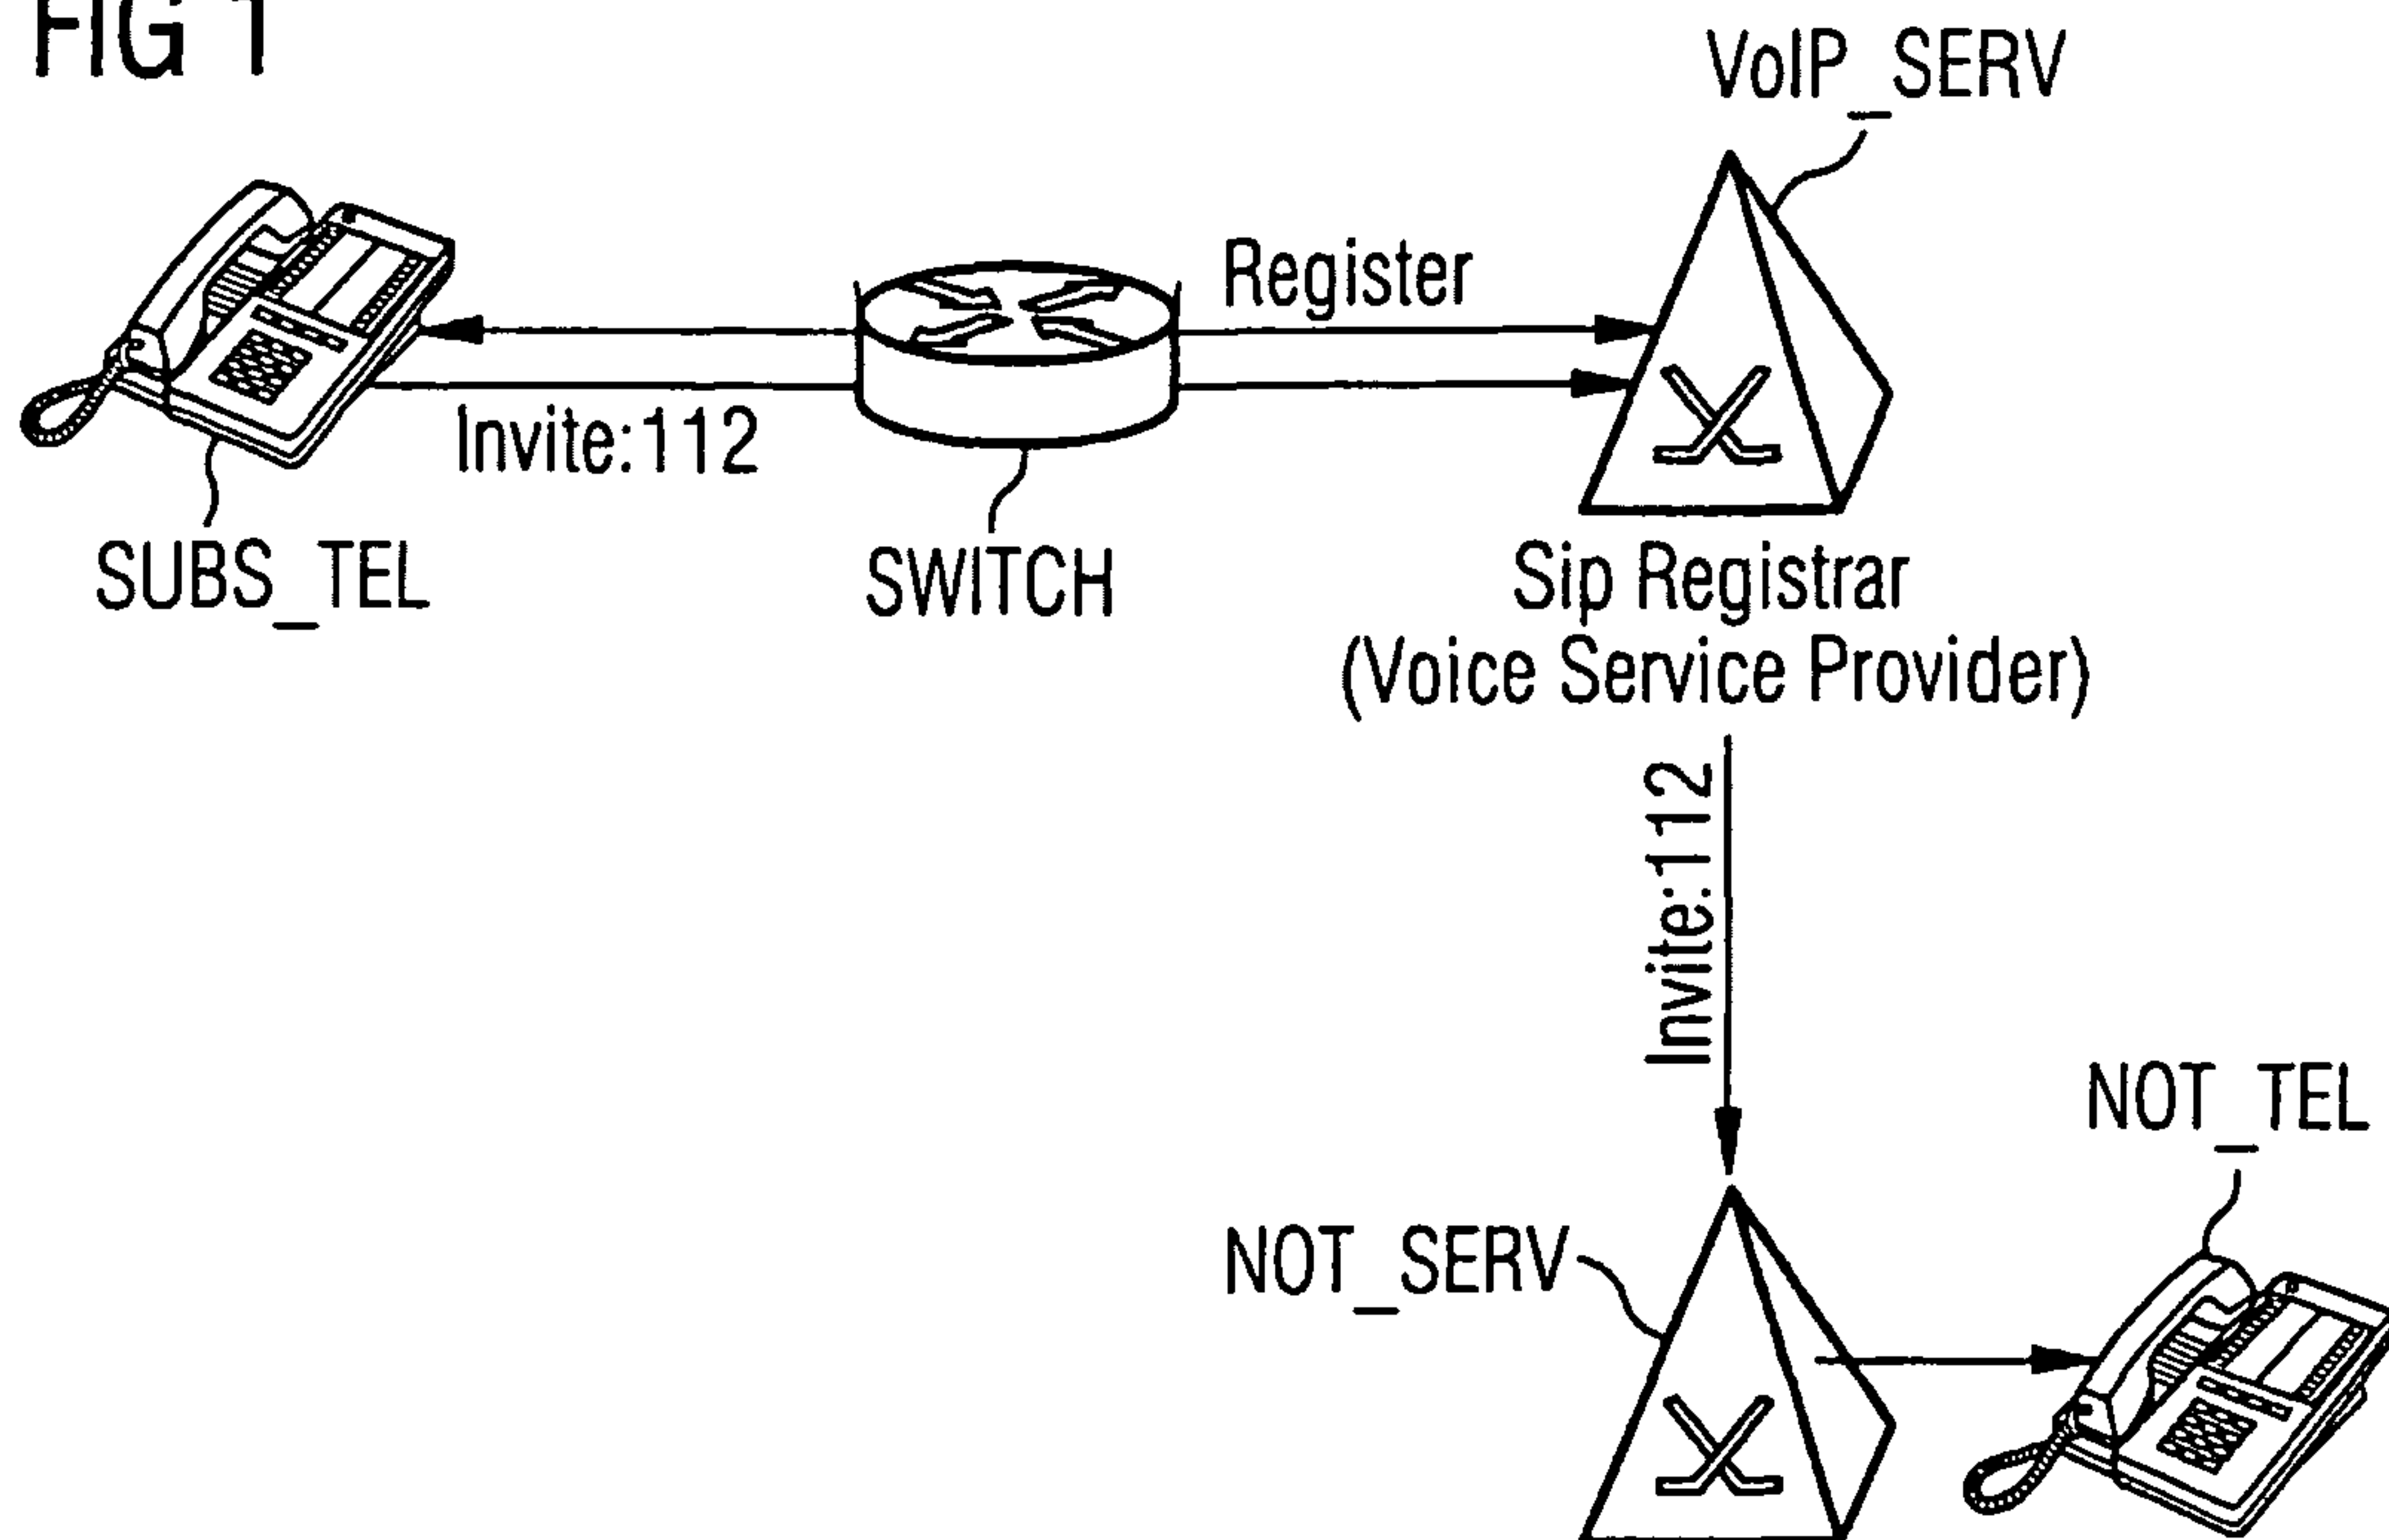 FIG 1
VoIP_SERV
Register
Invite:112
SUBS_TEL
SWITCH
Sip Registrar
(Voice Service Provider)
Invite:112
NOT_TEL
NOT_SERV